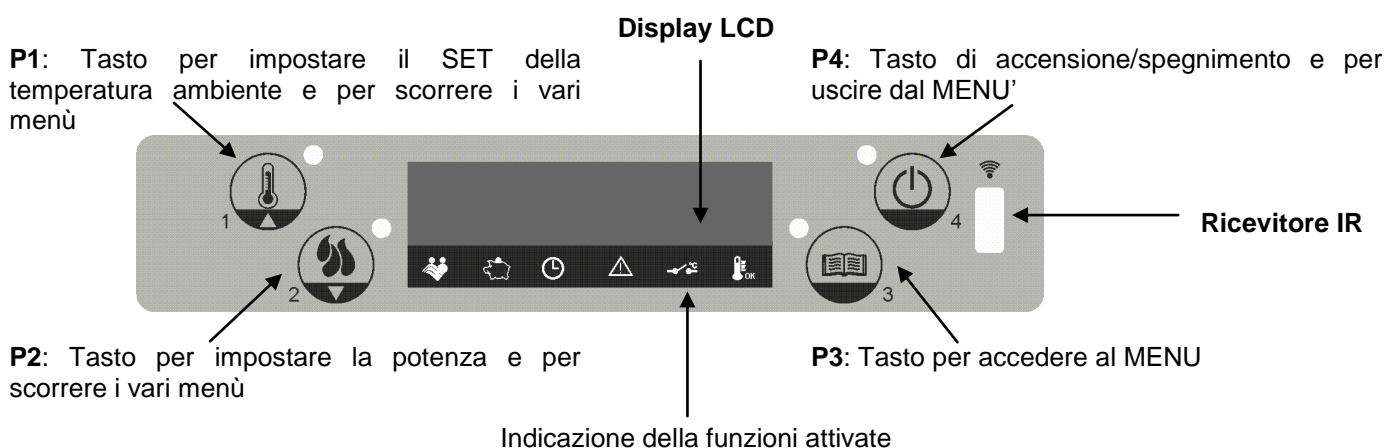 Display LCD
P1: Tasto per impostare il SET della
temperatura ambiente e per scorrere i vari
menù
P4: Tasto di accensione/spegnimento e per
uscire dal MENU’
1
4
Ricevitore IR
2
°C
OK
3
P2: Tasto per impostare la potenza e per
scorrere i vari menù
P3: Tasto per accedere al MENU
Indicazione della funzioni attivate